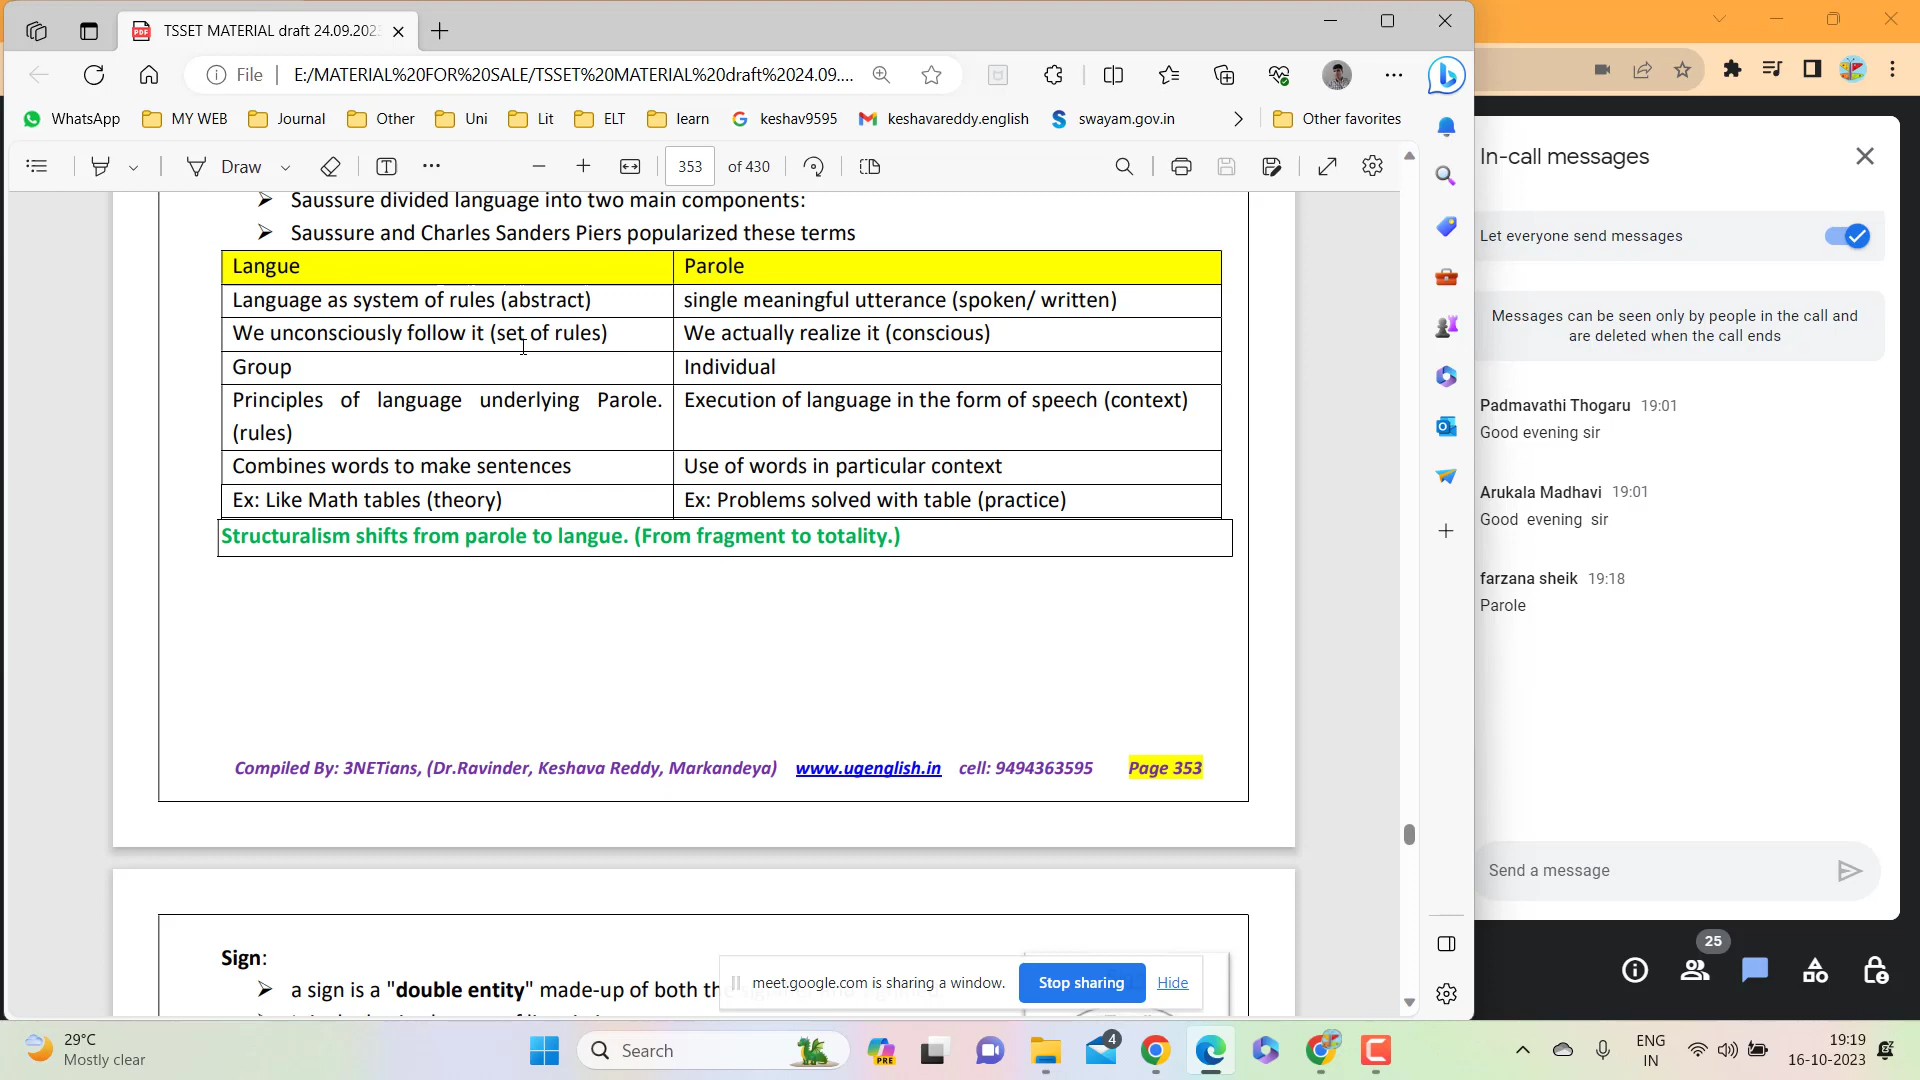 TSSET MATERIAL draft 24.09.202
File
E:/MATERIAL%20FOR%20SALE/TSSET%20MATERIAL%20draft%2024.09....
WhatsApp
MY WEB
Journal
Other
Uni
Lit
ELT
learn
keshav9595
keshavareddy.english
swayam.gov.in
Other favorites
Draw
353
of 430
Saussure divided language into two main components:
Saussure and Charles Sanders Piers popularized these terms
Langue
Parole
Language as system of rules (abstract)
single meaningful utterance (spoken/ written)
We unconsciously follow it (set of rules)
We actually realize it (conscious)
Group
Individual
Principles of language underlying Parole.
(rules)
Execution of language in the form of speech (context)
Combines words to make sentences
Use of words in particular context
Ex: Like Math tables (theory)
Ex: Problems solved with table (practice)
Structuralism shifts from parole to langue. (From fragment to totality.)
Compiled By: 3NETians, (Dr.Ravinder, Keshava Reddy, Markandeya) www.ugenglish.in cell: 9494363595 Page 353
Sign:
a sign is a "double entity" made-up of both th
meet.google.com is sharing a window.
Stop sharing
Hide
In-call messages
Let everyone send messages
Messages can be seen only by people in the call and
are deleted when the call ends
Padmavathi Thogaru 19:01
Good evening sir
Arukala Madhavi 19:01
Good evening sir
farzana sheik 19:18
Parole
Send a message
25
29°C
Mostly clear
Search
PRE
4
ENG
IN
19:19
16-10-2023